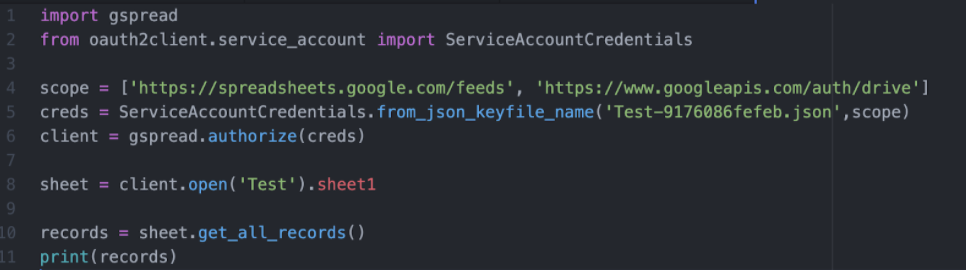 1 import gspread
2 from oauth2client.service_account import ServiceAccountCredentials
3
4 scope = ['https://spreadsheets.google.com/feeds', 'https://www.googleapis.com/auth/drive']
5 creds = ServiceAccountCredentials.from_json_keyfile_name('Test-9176086fefeb.json',scope)
6 client = gspread.authorize(creds)
7
8 sheet = client.open('Test').sheet1
9
10 records = sheet.get_all_records()
11 print(records)